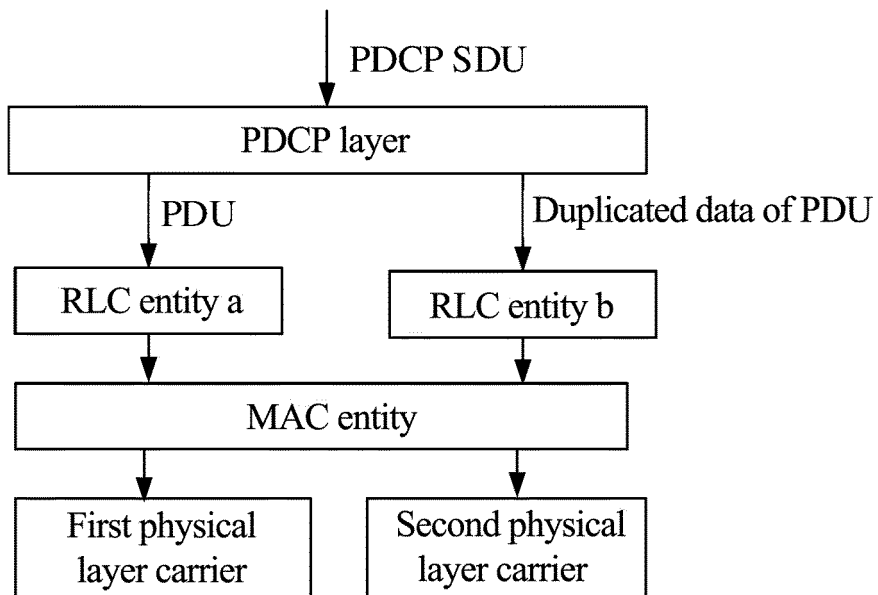 PDCP SDU
PDCP layer
PDU
Duplicated data of PDU
RLC entity a
RLC entity b
MAC entity
First physical
layer carrier
Second physical
layer carrier